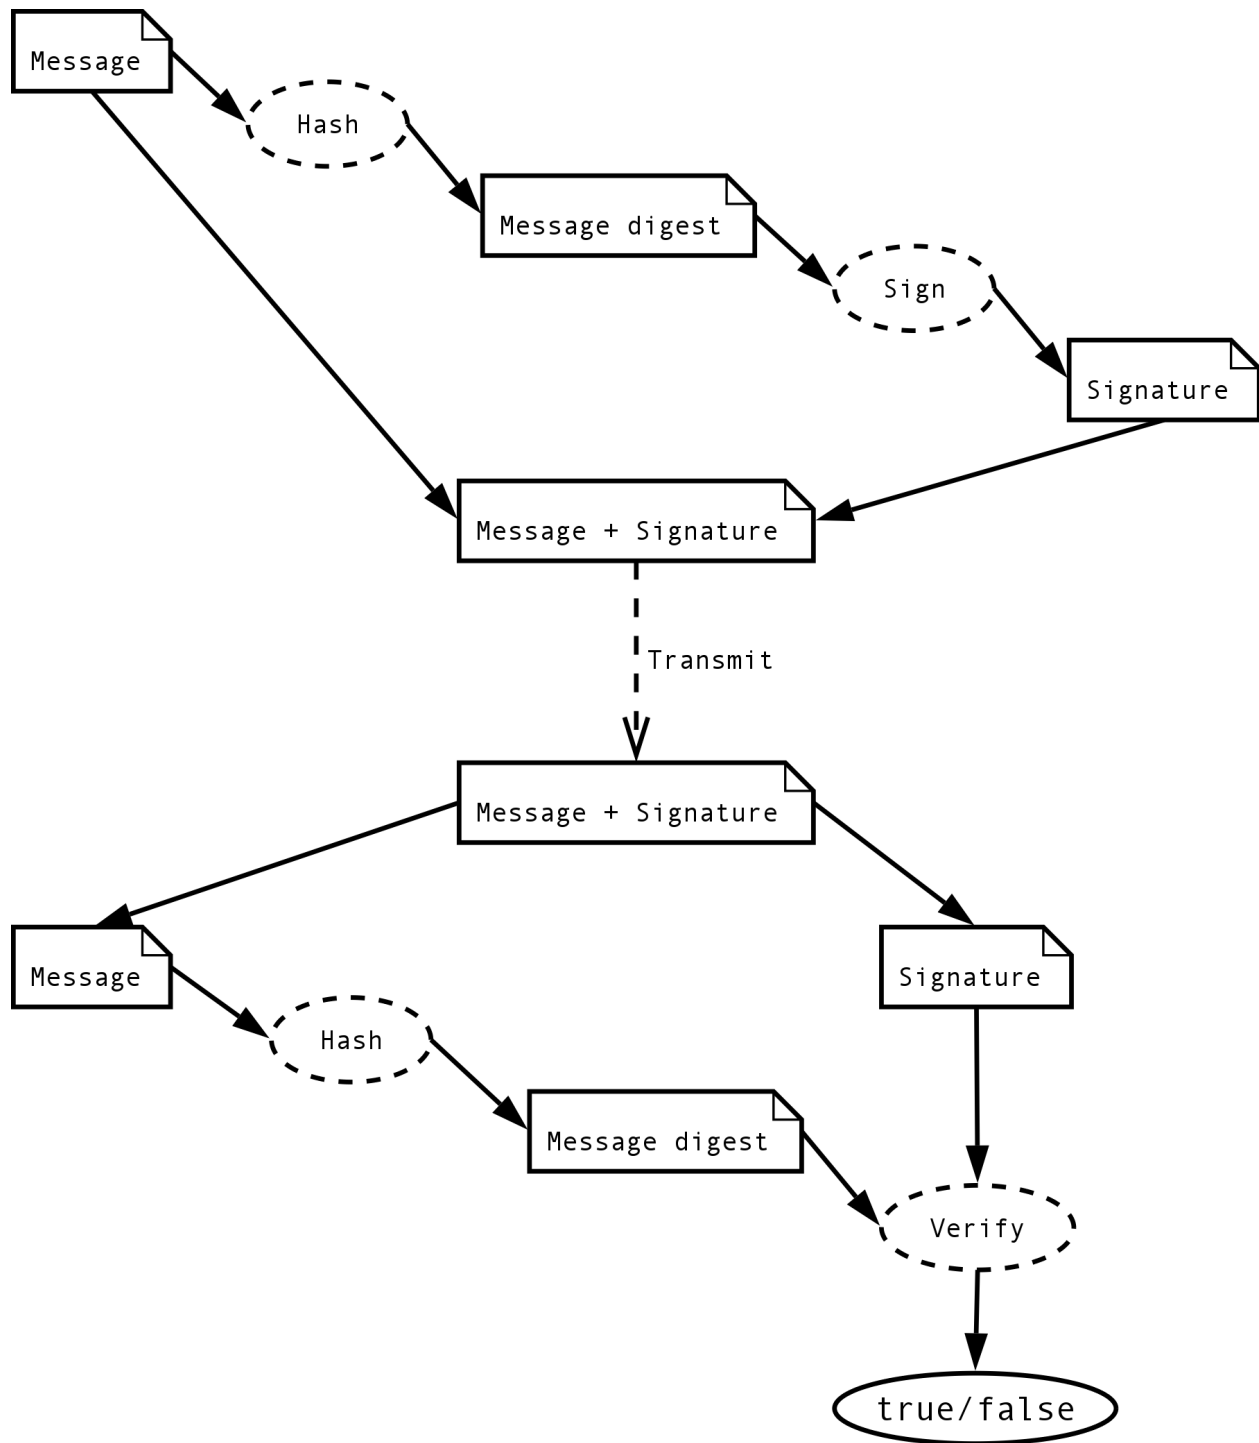 Message
Hash
Message digest
Sign
Signature
Message + Signature
Transmit
Message + Signature
Message
Signature
Hash
Message digest
Verify
true/false